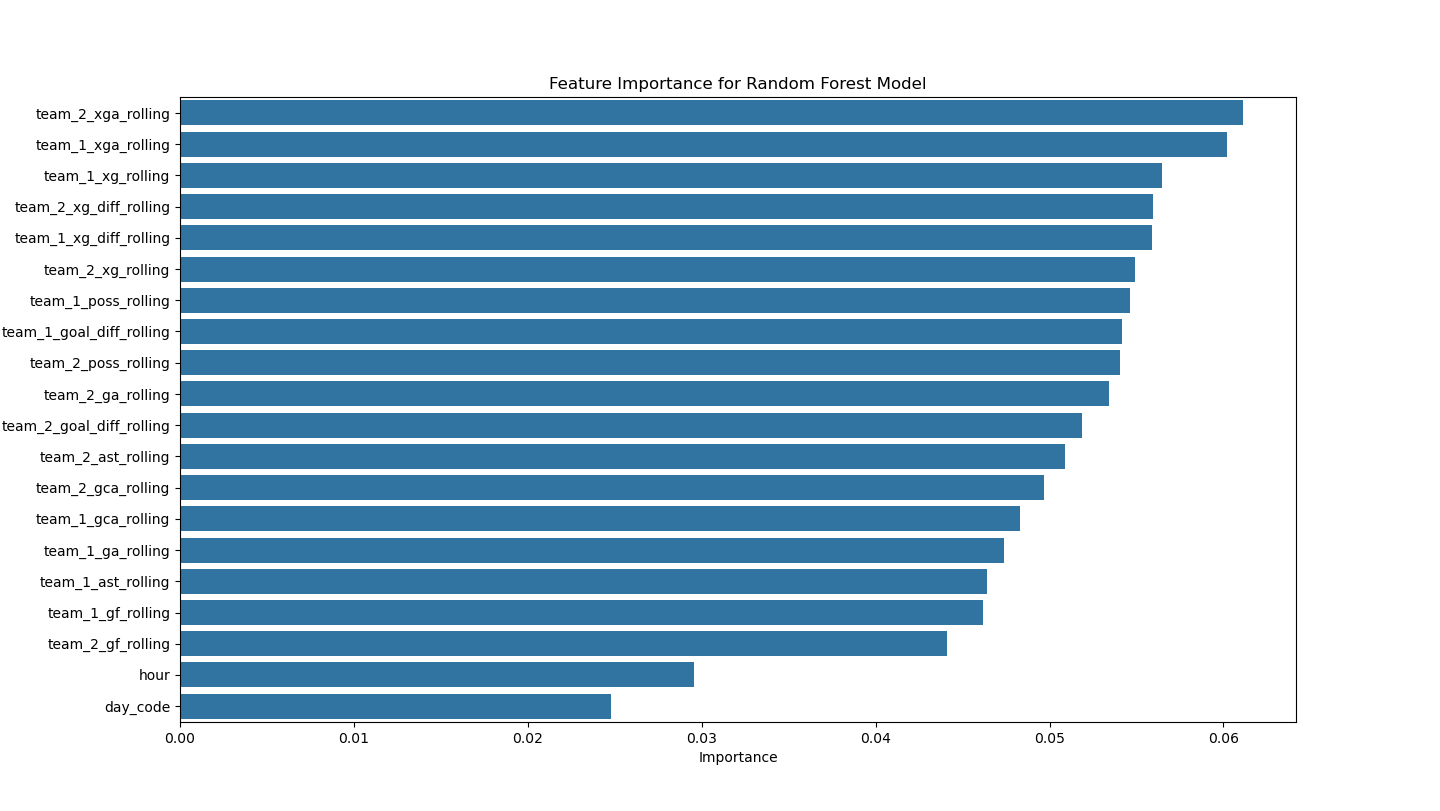 Feature Importance for Random Forest Model
team_2_xga_rolling
team_1_xga_rolling
team_1_xg_rolling
team_2_xg_diff_rolling
team_1_xg_diff_rolling
team_2_xg_rolling
team_1_poss_rolling
team_1_goal_diff_rolling
team_2_poss_rolling
team_2_ga_rolling
team_2_goal_diff_rolling
team_2_ast_rolling
team_2_gca_rolling
team_1_gca_rolling
team_1_ga_rolling
team_1_ast_rolling
team_1_gf_rolling
team_2_gf_rolling
hour
day_code
0.00 0.01 0.02 0.03 0.04 0.05 0.06
Importance